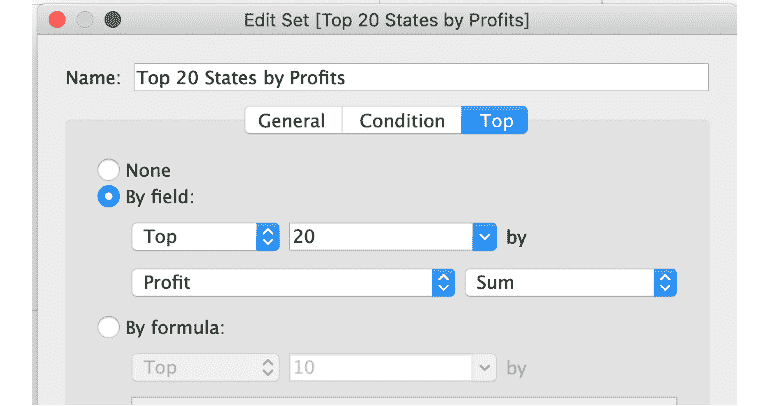 Edit Set [Top 20 States by Profits]
Name: Top 20 States by Profits
General Condition Top
None
By field:
Top 20 by
Profit Sum
By formula:
Top 10 by